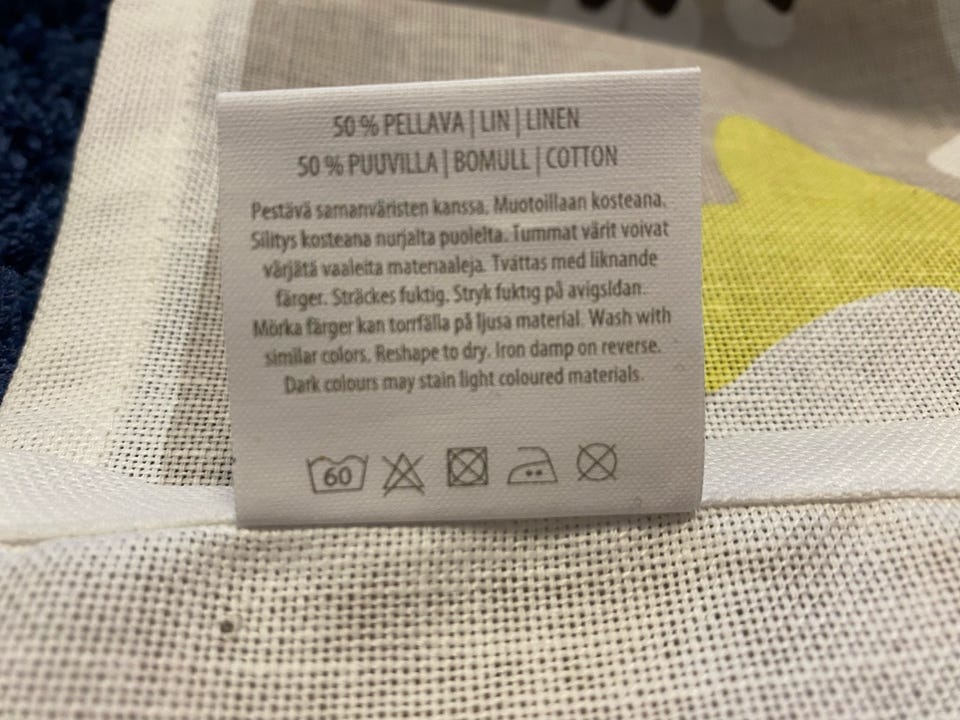 50 % PELLAVA | LIN | LINEN
50 % PUUVILLA | BOMULL | COTTON
Pestävä samanväristen kanssa. Muotoillaan kosteana.
Silitys kosteana nurjalta puolelta. Tummat värit voivat
värjätä vaaleita materiaaleja. Tvättas med liknande
färger. Sträckes fuktig. Stryk fuktig på avigsidan.
Mörka färger kan torrfälla på ljusa material. Wash with
similar colors. Reshape to dry. Iron damp on reverse.
Dark colours may stain light coloured materials.
60